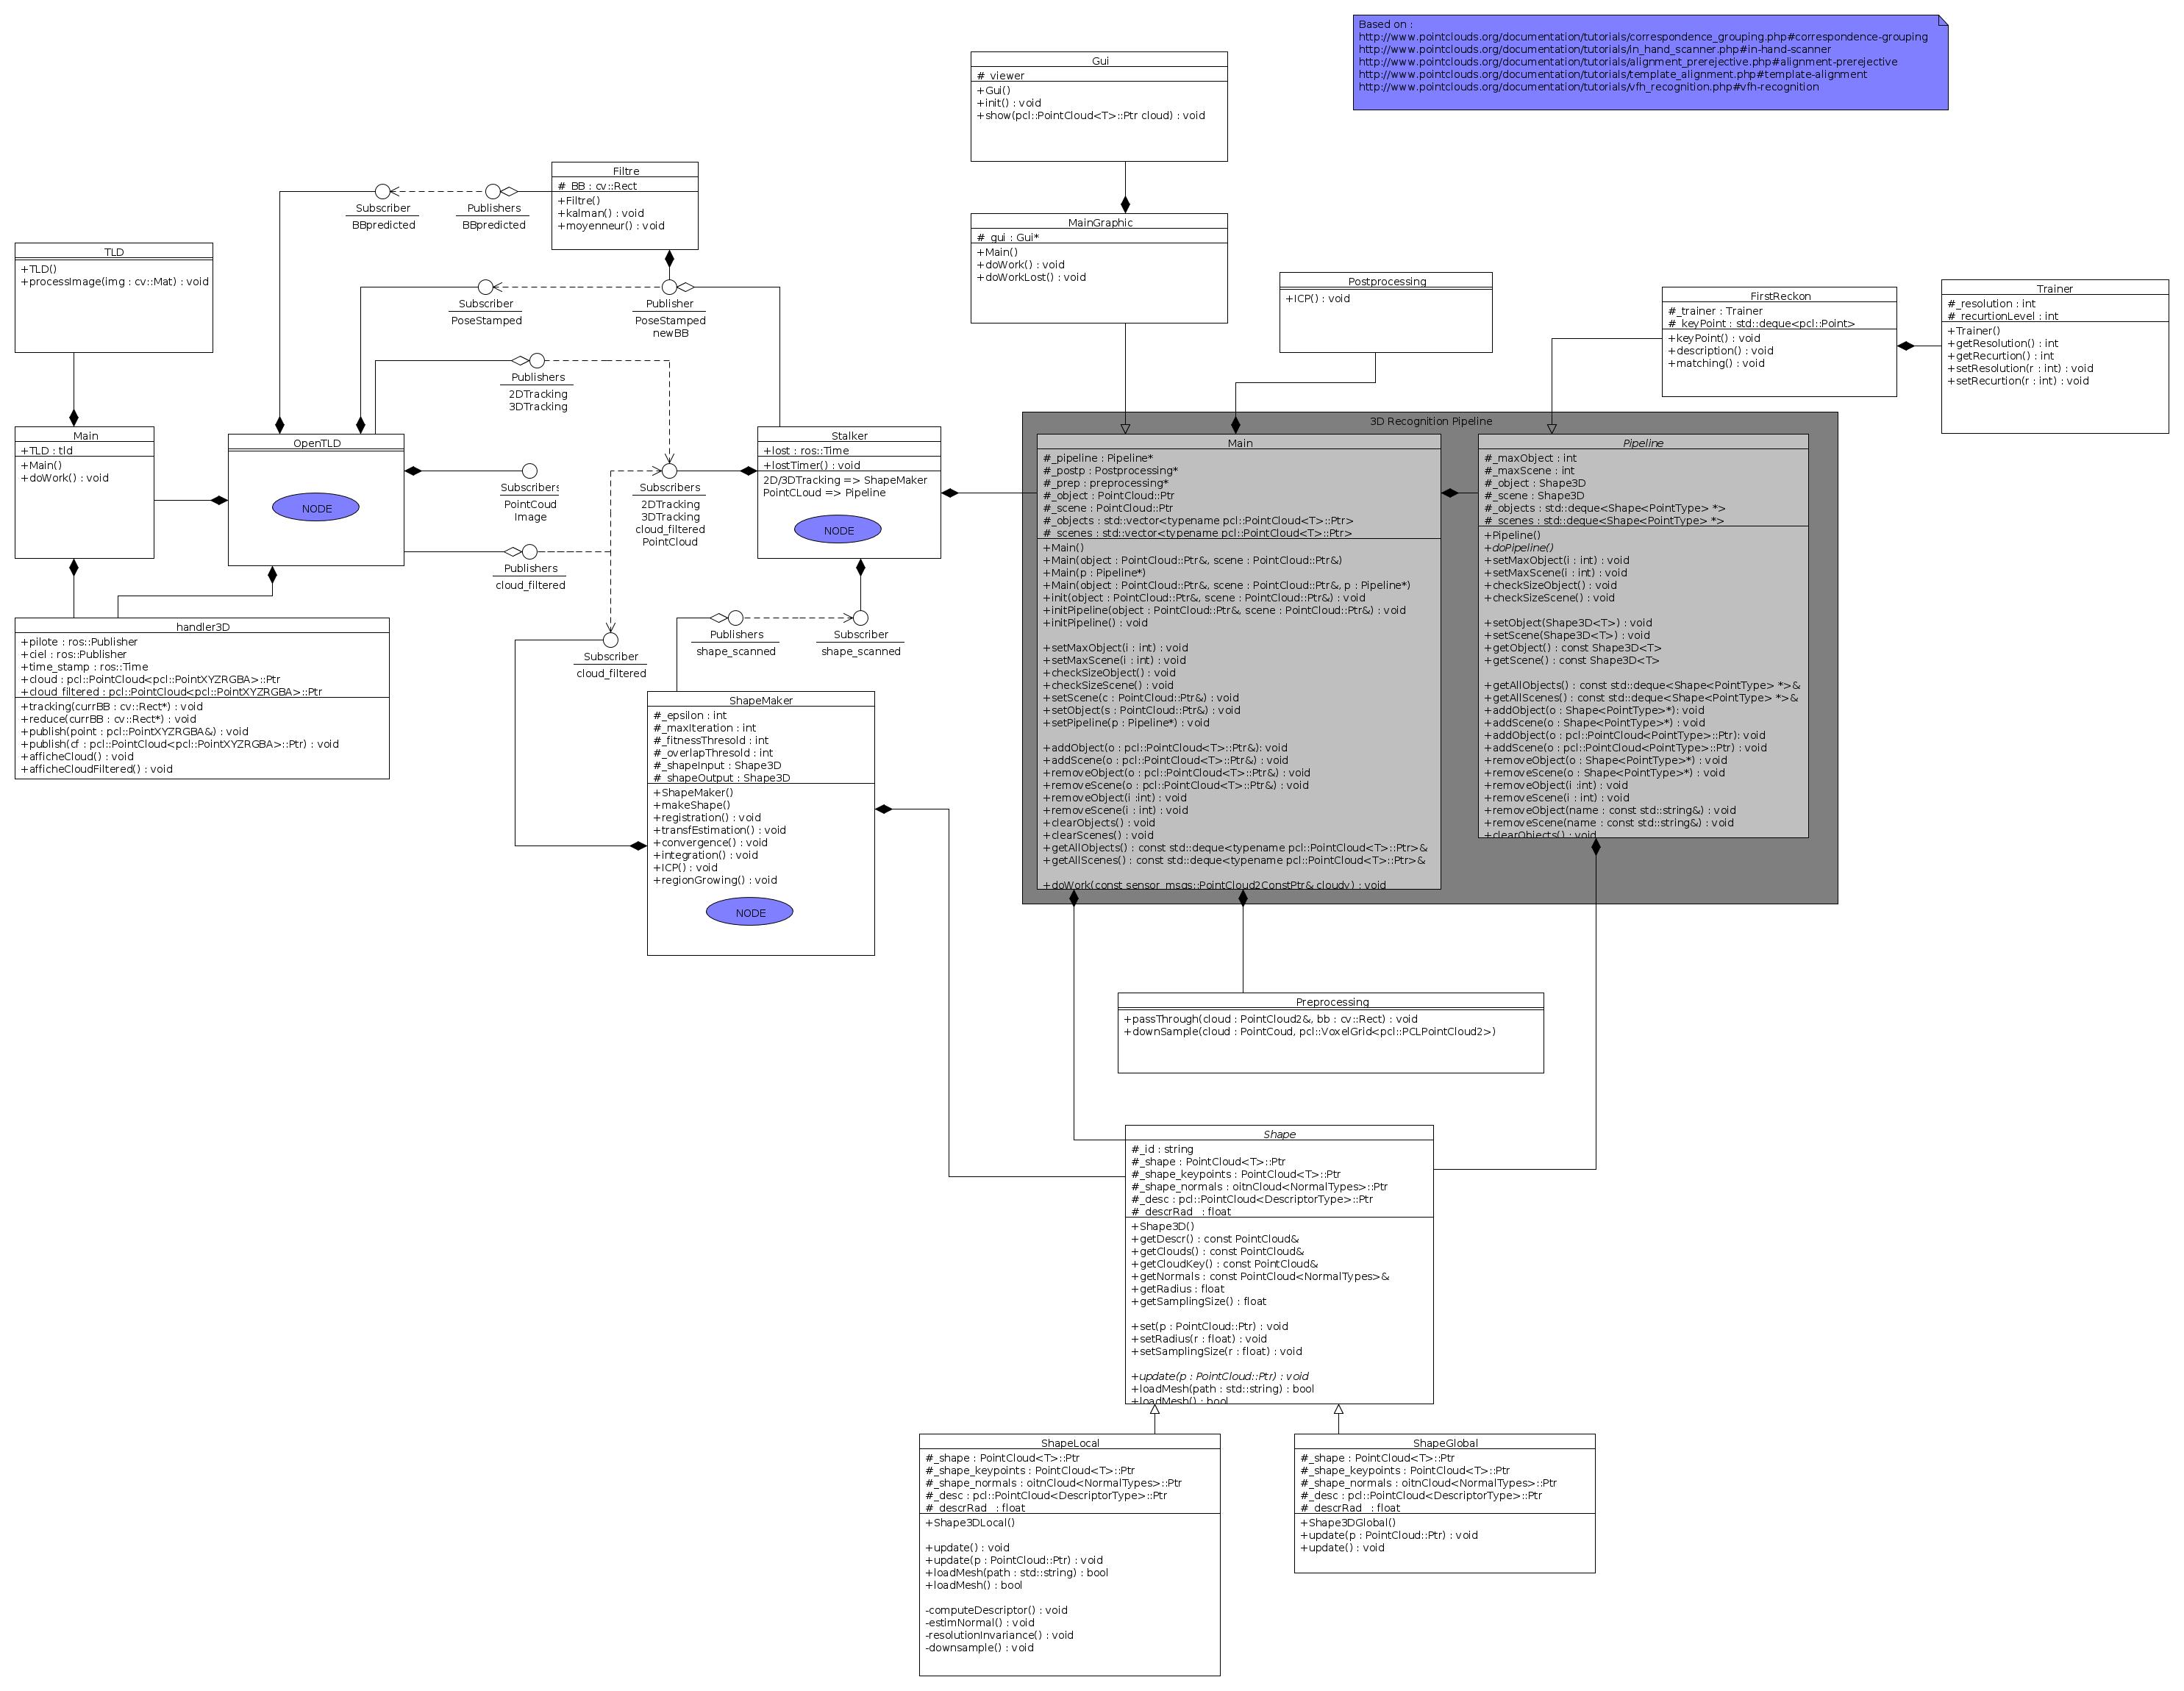 Based on :
http://www.pointclouds.org/documentation/tutorials/correspondence_grouping.php#correspondence-grouping
http://www.pointclouds.org/documentation/tutorials/in_hand_scanner.php#in-hand-scanner
http://www.pointclouds.org/documentation/tutorials/alignment_prerejective.php#alignment-prerejective
http://www.pointclouds.org/documentation/tutorials/template_alignment.php#template-alignment
http://www.pointclouds.org/documentation/tutorials/vfh_recognition.php#vfh-recognition
Gui
#_viewer
+Gui()
+init() : void
+show(pcl::PointCloud<T>::Ptr cloud) : void
Filtre
#_BB : cv::Rect
+Filtre()
+kalman() : void
+moyenneur() : void
Subscriber
BBpredicted
Publishers
BBpredicted
MainGraphic
#_gui : Gui*
+Main()
+doWork() : void
+doWorkLost() : void
TLD
+TLD()
+processImage(img : cv::Mat) : void
Subscriber
PoseStamped
Publisher
PoseStamped
newBB
Postprocessing
+ICP() : void
FirstReckon
#_trainer : Trainer
#_keyPoint : std::deque<pcl::Point>
+keyPoint() : void
+description() : void
+matching() : void
Trainer
#_resolution : int
#_recurtionLevel : int
+Trainer()
+getResolution() : int
+getRecurtion() : int
+setResolution(r : int) : void
+setRecurtion(r : int) : void
Publishers
2DTracking
3DTracking
Main
+TLD : tld
+Main()
+doWork() : void
OpenTLD
NODE
Subscribers
PointCoud
Image
Publishers
cloud_filtered
Subscribers
2DTracking
3DTracking
cloud_filtered
PointCloud
Stalker
+lost : ros::Time
+lostTimer() : void
2D/3DTracking => ShapeMaker
PointCLoud => Pipeline
NODE
3D Recognition Pipeline
Main
#_pipeline : Pipeline*
#_postp : Postprocessing*
#_prep : preprocessing*
#_object : PointCloud::Ptr
#_scene : PointCloud::Ptr
#_objects : std::vector<typename pcl::PointCloud<T>::Ptr>
#_scenes : std::vector<typename pcl::PointCloud<T>::Ptr>
+Main()
+Main(object : PointCloud::Ptr&, scene : PointCloud::Ptr&)
+Main(p : Pipeline*)
+Main(object : PointCloud::Ptr&, scene : PointCloud::Ptr&, p : Pipeline*)
+init(object : PointCloud::Ptr&, scene : PointCloud::Ptr&) : void
+initPipeline(object : PointCloud::Ptr&, scene : PointCloud::Ptr&) : void
+initPipeline() : void
+setMaxObject(i : int) : void
+setMaxScene(i : int) : void
+checkSizeObject() : void
+checkSizeScene() : void
+setScene(c : PointCloud::Ptr&) : void
+setObject(s : PointCloud::Ptr&) : void
+setPipeline(p : Pipeline*) : void
+addObject(o : pcl::PointCloud<T>::Ptr&): void
+addScene(o : pcl::PointCloud<T>::Ptr&) : void
+removeObject(o : pcl::PointCloud<T>::Ptr&) : void
+removeScene(o : pcl::PointCloud<T>::Ptr&) : void
+removeObject(i :int) : void
+removeScene(i : int) : void
+clearObjects() : void
+clearScenes() : void
+getAllObjects() : const std::deque<typename pcl::PointCloud<T>::Ptr>&
+getAllScenes() : const std::deque<typename pcl::PointCloud<T>::Ptr>&
+doWork(const sensor_msgs::PointCloud2ConstPtr& cloudy) : void
Pipeline
#_maxObject : int
#_maxScene : int
#_object : Shape3D
#_scene : Shape3D
#_objects : std::deque<Shape<PointType> *>
#_scenes : std::deque<Shape<PointType> *>
+Pipeline()
+doPipeline()
+setMaxObject(i : int) : void
+setMaxScene(i : int) : void
+checkSizeObject() : void
+checkSizeScene() : void
+setObject(Shape3D<T>) : void
+setScene(Shape3D<T>) : void
+getObject() : const Shape3D<T>
+getScene() : const Shape3D<T>
+getAllObjects() : const std::deque<Shape<PointType> *>&
+getAllScenes() : const std::deque<Shape<PointType> *>&
+addObject(o : Shape<PointType>*): void
+addScene(o : Shape<PointType>*) : void
+addObject(o : pcl::PointCloud<PointType>::Ptr): void
+addScene(o : pcl::PointCloud<PointType>::Ptr) : void
+removeObject(o : Shape<PointType>*) : void
+removeScene(o : Shape<PointType>*) : void
+removeObject(i :int) : void
+removeScene(i : int) : void
+removeObject(name : const std::string&) : void
+removeScene(name : const std::string&) : void
+clearObjects() : void
handler3D
+pilote : ros::Publisher
+ciel : ros::Publisher
+time_stamp : ros::Time
+cloud : pcl::PointCloud<pcl::PointXYZRGBA>::Ptr
+cloud_filtered : pcl::PointCloud<pcl::PointXYZRGBA>::Ptr
+tracking(currBB : cv::Rect*) : void
+reduce(currBB : cv::Rect*) : void
+publish(point : pcl::PointXYZRGBA&) : void
+publish(cf : pcl::PointCloud<pcl::PointXYZRGBA>::Ptr) : void
+afficheCloud() : void
+afficheCloudFiltered() : void
Subscriber
cloud_filtered
Publishers
shape_scanned
Subscriber
shape_scanned
ShapeMaker
#_epsilon : int
#_maxIteration : int
#_fitnessThresold : int
#_overlapThresold : int
#_shapeInput : Shape3D
#_shapeOutput : Shape3D
+ShapeMaker()
+makeShape()
+registration() : void
+transfEstimation() : void
+convergence() : void
+integration() : void
+ICP() : void
+regionGrowing() : void
NODE
Preprocessing
+passThrough(cloud : PointCloud2&, bb : cv::Rect) : void
+downSample(cloud : PointCoud, pcl::VoxelGrid<pcl::PCLPointCloud2>)
Shape
#_id : string
#_shape : PointCloud<T>::Ptr
#_shape_keypoints : PointCloud<T>::Ptr
#_shape_normals : oitnCloud<NormalTypes>::Ptr
#_desc : pcl::PointCloud<DescriptorType>::Ptr
#_descrRad_ : float
+Shape3D()
+getDescr() : const PointCloud&
+getClouds() : const PointCloud&
+getCloudKey() : const PointCloud&
+getNormals : const PointCloud<NormalTypes>&
+getRadius : float
+getSamplingSize() : float
+set(p : PointCloud::Ptr) : void
+setRadius(r : float) : void
+setSamplingSize(r : float) : void
+update(p : PointCloud::Ptr) : void
+loadMesh(path : std::string) : bool
+loadMesh() : bool
ShapeLocal
#_shape : PointCloud<T>::Ptr
#_shape_keypoints : PointCloud<T>::Ptr
#_shape_normals : oitnCloud<NormalTypes>::Ptr
#_desc : pcl::PointCloud<DescriptorType>::Ptr
#_descrRad_ : float
+Shape3DLocal()
+update() : void
+update(p : PointCloud::Ptr) : void
+loadMesh(path : std::string) : bool
+loadMesh() : bool
-computeDescriptor() : void
-estimNormal() : void
-resolutionInvariance() : void
-downsample() : void
ShapeGlobal
#_shape : PointCloud<T>::Ptr
#_shape_keypoints : PointCloud<T>::Ptr
#_shape_normals : oitnCloud<NormalTypes>::Ptr
#_desc : pcl::PointCloud<DescriptorType>::Ptr
#_descrRad_ : float
+Shape3DGlobal()
+update(p : PointCloud::Ptr) : void
+update() : void